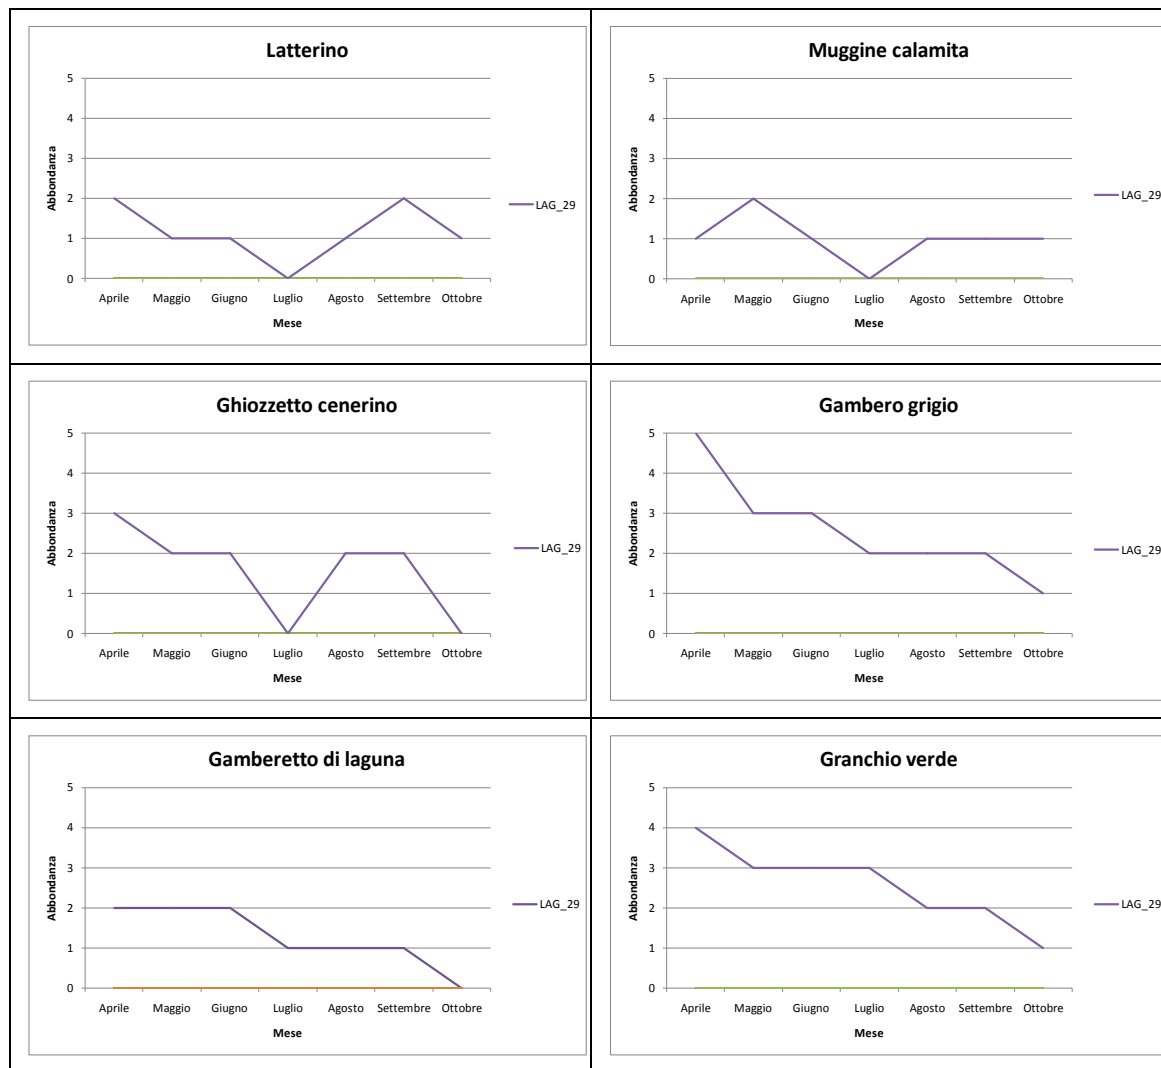 Latterino
5
4
3
2
1
0
Abbondanza
Aprile Maggio Giugno Luglio Agosto Settembre Ottobre
Mese
LAG_29
Muggine calamita
5
4
3
2
1
0
Abbondanza
Aprile Maggio Giugno Luglio Agosto Settembre Ottobre
Mese
LAG_29
Ghiozzetto cenerino
5
4
3
2
1
0
Abbondanza
Aprile Maggio Giugno Luglio Agosto Settembre Ottobre
Mese
LAG_29
Gambero grigio
5
4
3
2
1
0
Abbondanza
Aprile Maggio Giugno Luglio Agosto Settembre Ottobre
Mese
LAG_29
Gamberetto di laguna
5
4
3
2
1
0
Abbondanza
Aprile Maggio Giugno Luglio Agosto Settembre Ottobre
Mese
LAG_29
Granchio verde
5
4
3
2
1
0
Abbondanza
Aprile Maggio Giugno Luglio Agosto Settembre Ottobre
Mese
LAG_29